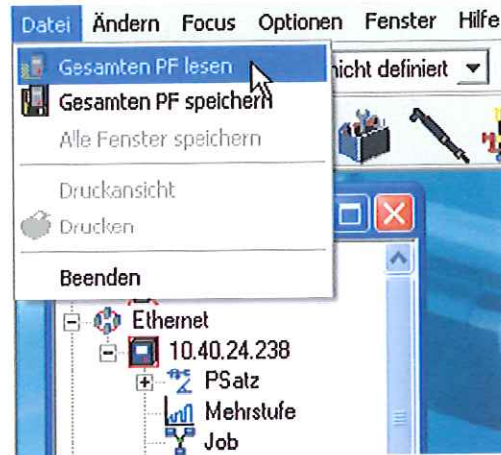 Datei Ändern Focus Optionen Fenster Hilfe
Gesamten PF lesen
nicht definiert
Gesamten PF speichern
Alle Fenster speichern
Druckansicht
Drucken
Beenden
Ethernet
10.40.24.238
PSatz
Mehrstufe
Job